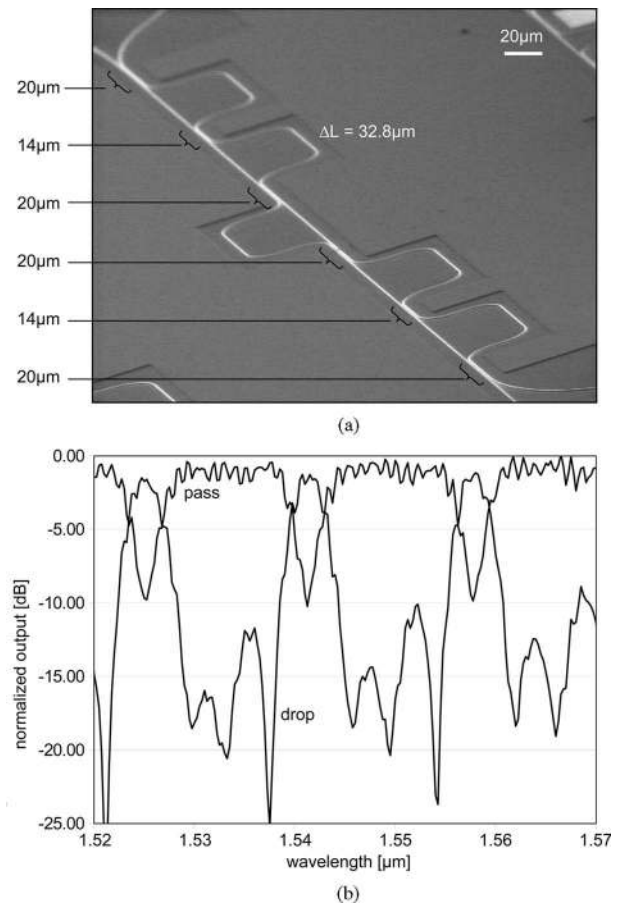 20µm
20µm
14µm
ΔL = 32.8µm
20µm
20µm
14µm
20µm
(a)
0.00
pass
-5.00
-10.00
normalized output [dB]
-15.00
drop
-20.00
-25.00
1.52 1.53 1.54 1.55 1.56 1.57
wavelength [µm]
(b)